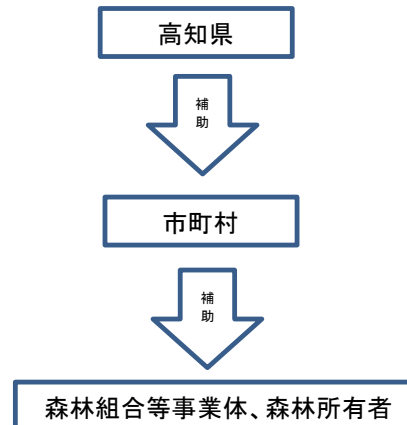 高知県
補助
市町村
補助
森林組合等事業体、森林所有者